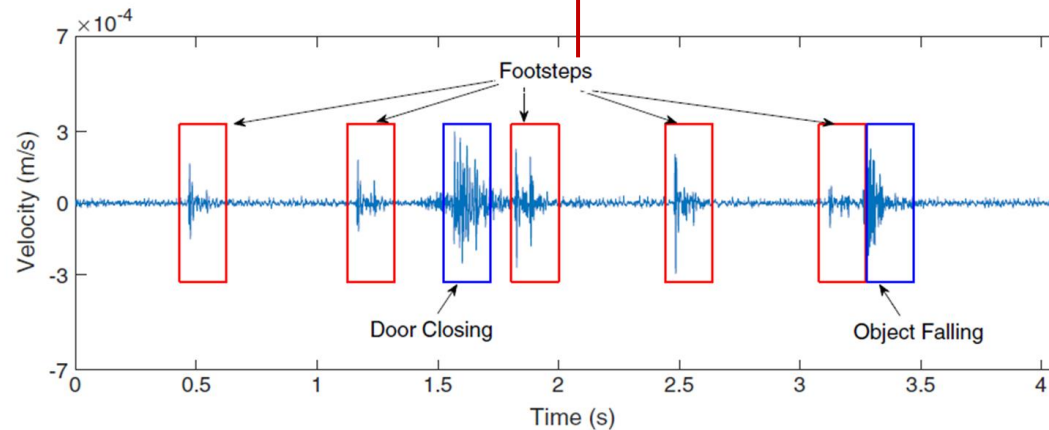 ×10⁻⁴
7
Footsteps
3
0
-3
Velocity (m/s)
Door Closing
Object Falling
-7
0 0.5 1 1.5 2 2.5 3 3.5 4
Time (s)